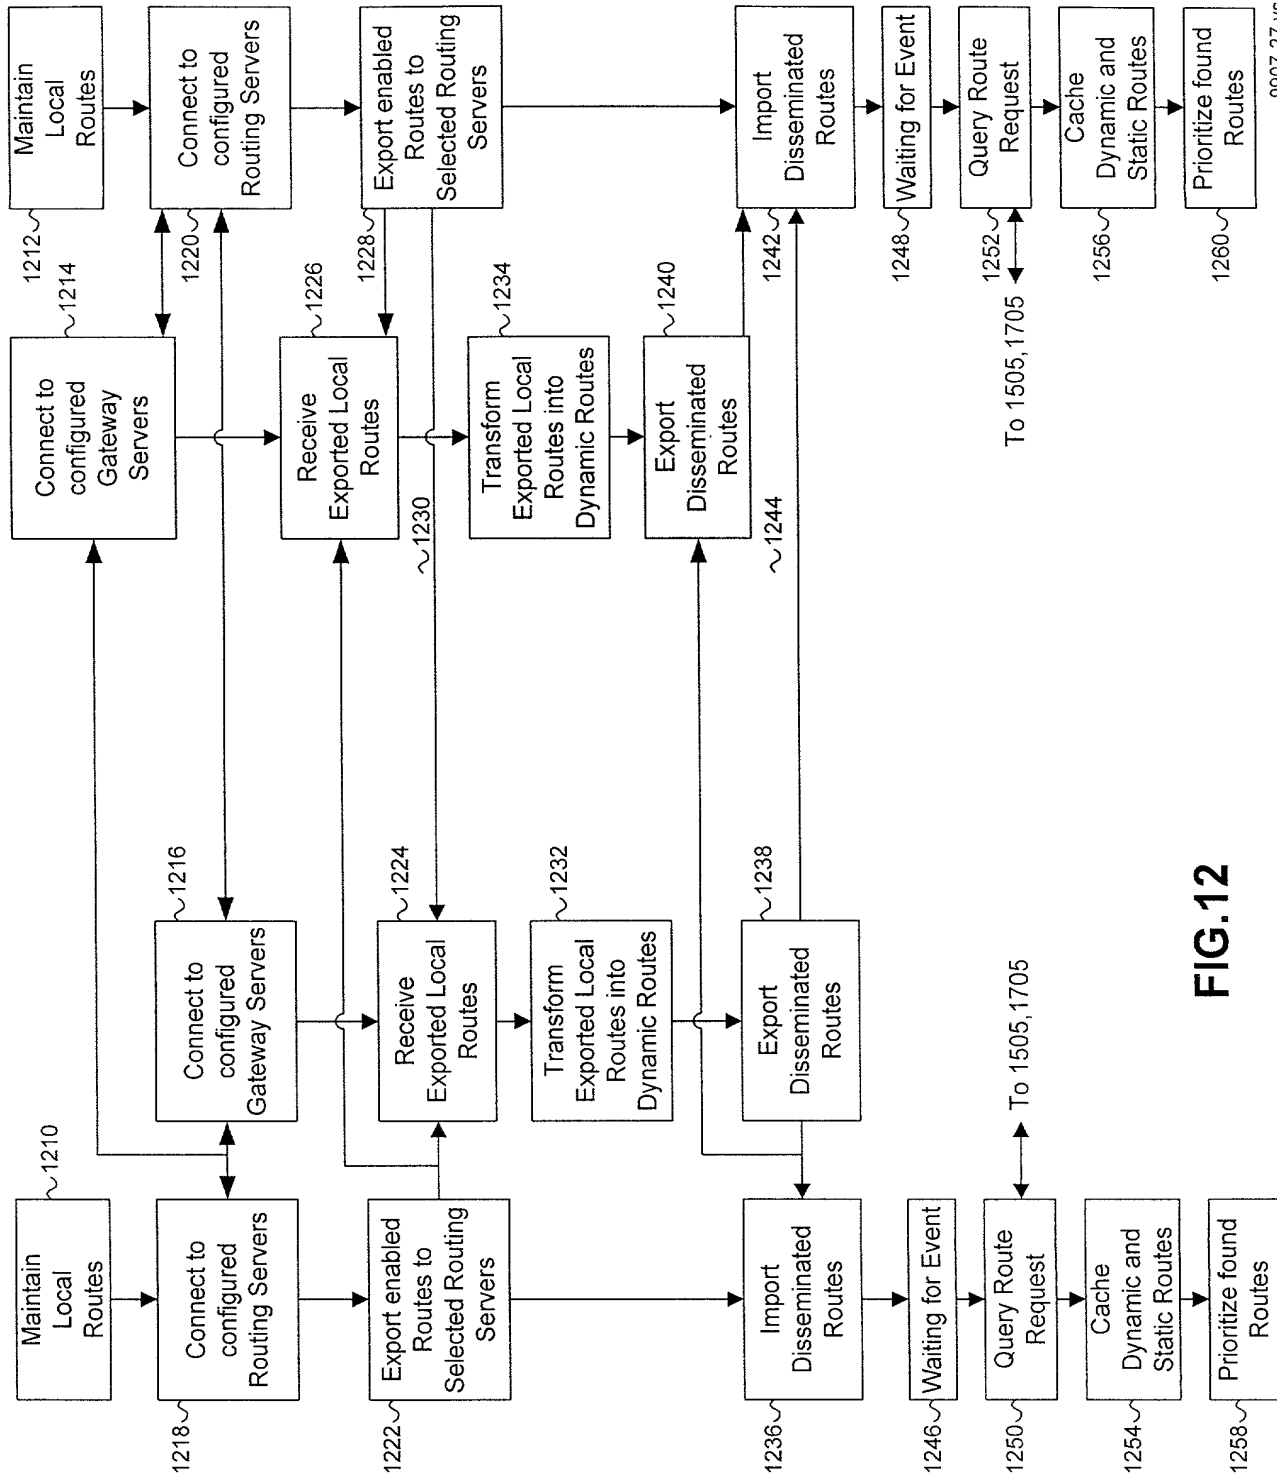 Maintain
Local
Routes
1210
Connect to
configured
Routing Servers
1218
Export enabled
Routes to
Selected Routing
Servers
1222
Import
Disseminated
Routes
1236
Waiting for Event
1246
Query Route
Request
1250
To 1505,1705
Cache
Dynamic and
Static Routes
1254
Prioritize found
Routes
1258
Connect to
configured
Gateway Servers
1216
Receive
Exported Local
Routes
1224
Transform
Exported Local
Routes into
Dynamic Routes
1232
Export
Disseminated
Routes
1238
Connect to
configured
Gateway
Servers
1214
Receive
Exported Local
Routes
1226
1230
Transform
Exported Local
Routes into
Dynamic Routes
1234
Export
Disseminated
Routes
1240
1244
Maintain
Local
Routes
1212
Connect to
configured
Routing Servers
1220
Export enabled
Routes to
Selected Routing
Servers
1228
Import
Disseminated
Routes
1242
Waiting for Event
1248
Query Route
Request
1252
To 1505,1705
Cache
Dynamic and
Static Routes
1256
Prioritize found
Routes
1260
FIG.12